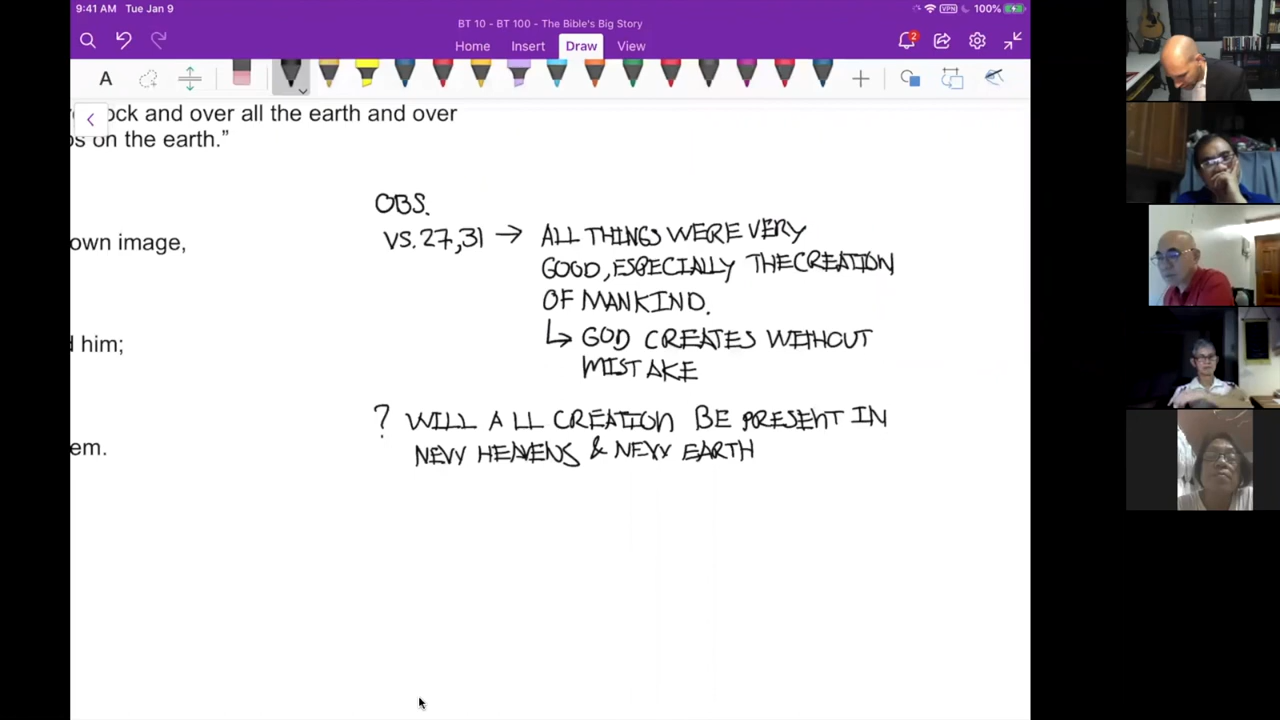 9:41 AM Tue Jan 9
VPN 100%
BT 10 - BT 100 - The Bible's Big Story
Home Insert Draw View
2
A
ock and over all the earth and over
on the earth.”
OBS.
own image,
VS. 27,31 → ALL THINGS WERE VERY
GOOD, ESPECIALLY THE CREATION
OF MANKIND.
↳ GOD CREATES WITHOUT
MISTAKE
him;
? WILL ALL CREATION BE PRESENT IN
NEW HEAVENS & NEW EARTH
em.